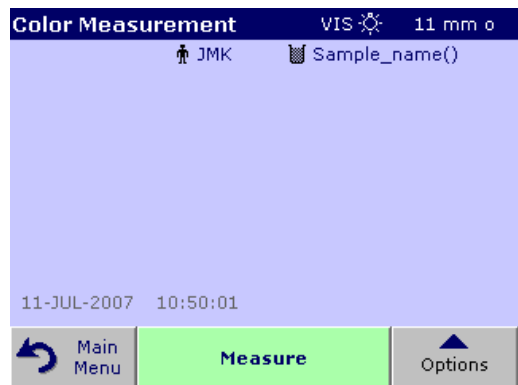 Color Measurement VIS 11 mm o
JMK Sample_name()
11-JUL-2007 10:50:01
Main
Menu
Measure
Options